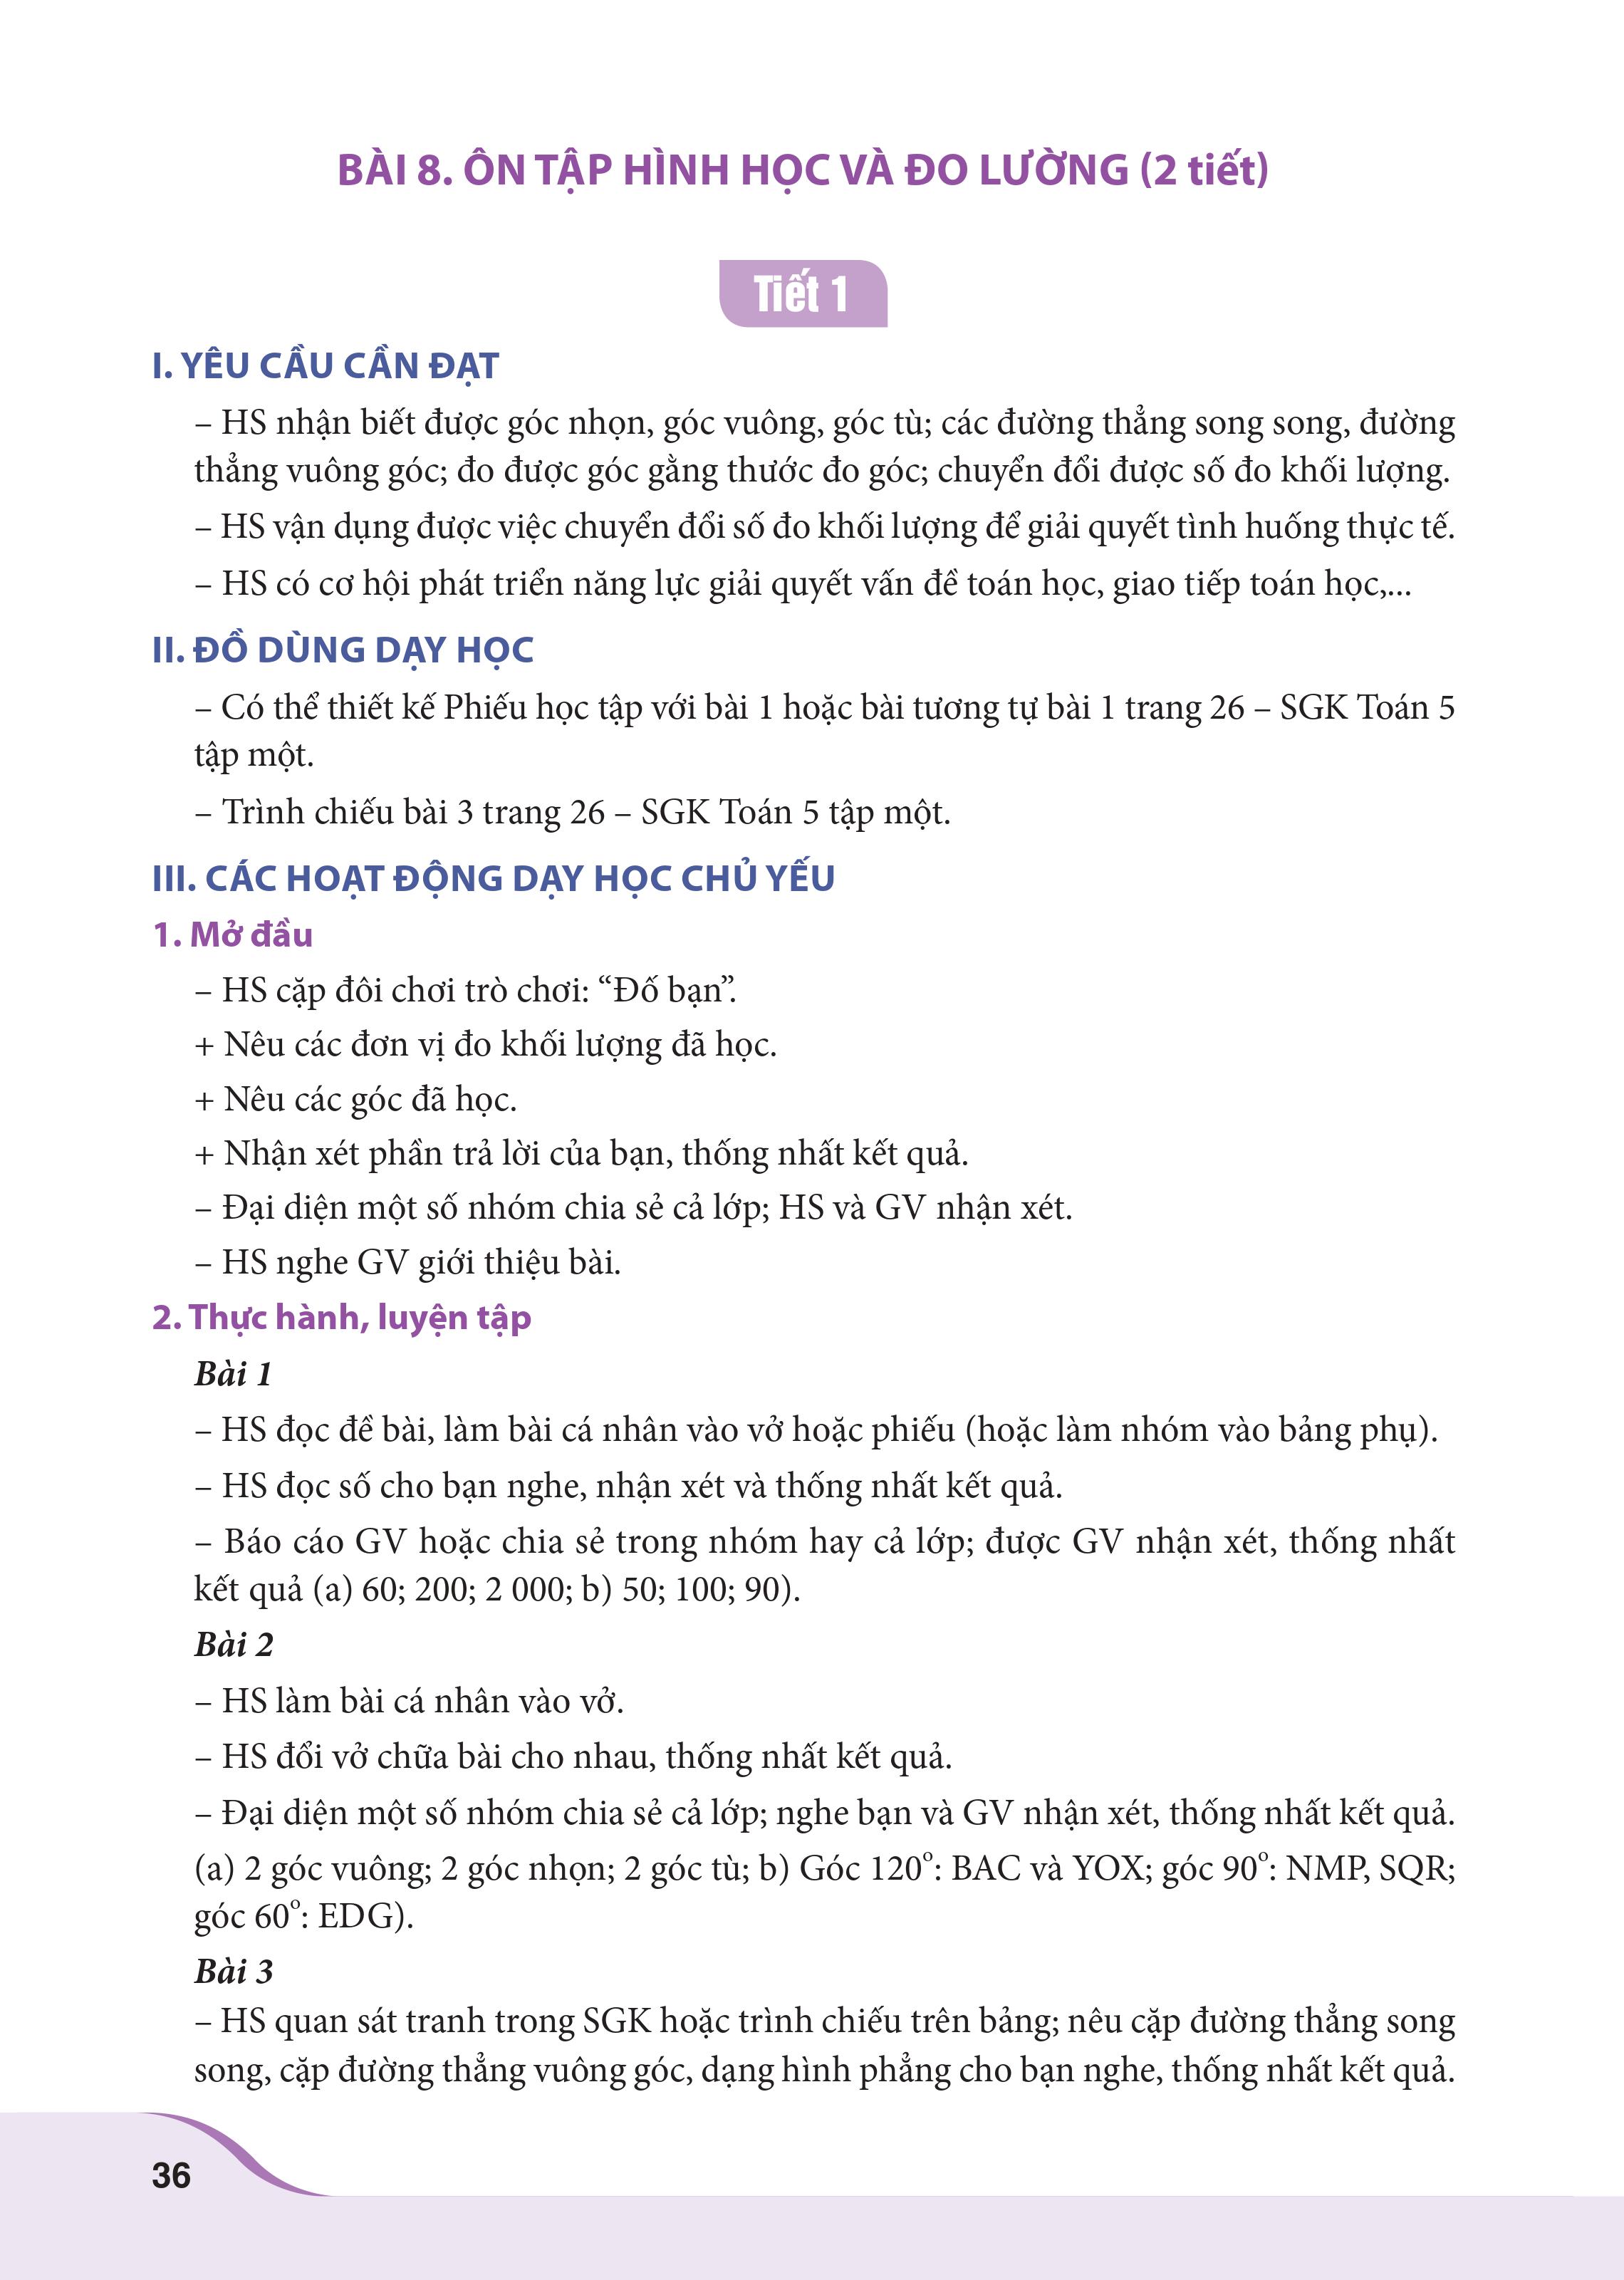 BÀI 8. ÔN TẬP HÌNH HỌC VÀ ĐO LƯỜNG (2 tiết)
Tiết 1
I. YÊU CẦU CẦN ĐẠT
– HS nhận biết được góc nhọn, góc vuông, góc tù; các đường thẳng song song, đường
thẳng vuông góc; đo được góc gằng thước đo góc; chuyển đổi được số đo khối lượng.
– HS vận dụng được việc chuyển đổi số đo khối lượng để giải quyết tình huống thực tế.
– HS có cơ hội phát triển năng lực giải quyết vấn đề toán học, giao tiếp toán học,...
II. ĐỒ DÙNG DẠY HỌC
– Có thể thiết kế Phiếu học tập với bài 1 hoặc bài tương tự bài 1 trang 26 – SGK Toán 5
tập một.
– Trình chiếu bài 3 trang 26 – SGK Toán 5 tập một.
III. CÁC HOẠT ĐỘNG DẠY HỌC CHỦ YẾU
1. Mở đầu
– HS cặp đôi chơi trò chơi: “Đố bạn”.
+ Nêu các đơn vị đo khối lượng đã học.
+ Nêu các góc đã học.
+ Nhận xét phần trả lời của bạn, thống nhất kết quả.
– Đại diện một số nhóm chia sẻ cả lớp; HS và GV nhận xét.
– HS nghe GV giới thiệu bài.
2. Thực hành, luyện tập
Bài 1
– HS đọc đề bài, làm bài cá nhân vào vở hoặc phiếu (hoặc làm nhóm vào bảng phụ).
– HS đọc số cho bạn nghe, nhận xét và thống nhất kết quả.
– Báo cáo GV hoặc chia sẻ trong nhóm hay cả lớp; được GV nhận xét, thống nhất
kết quả (a) 60; 200; 2 000; b) 50; 100; 90).
Bài 2
– HS làm bài cá nhân vào vở.
– HS đổi vở chữa bài cho nhau, thống nhất kết quả.
– Đại diện một số nhóm chia sẻ cả lớp; nghe bạn và GV nhận xét, thống nhất kết quả.
(a) 2 góc vuông; 2 góc nhọn; 2 góc tù; b) Góc 120°: BAC và YOX; góc 90°: NMP, SQR;
góc 60°: EDG).
Bài 3
– HS quan sát tranh trong SGK hoặc trình chiếu trên bảng; nêu cặp đường thẳng song
song, cặp đường thẳng vuông góc, dạng hình phẳng cho bạn nghe, thống nhất kết quả.
36